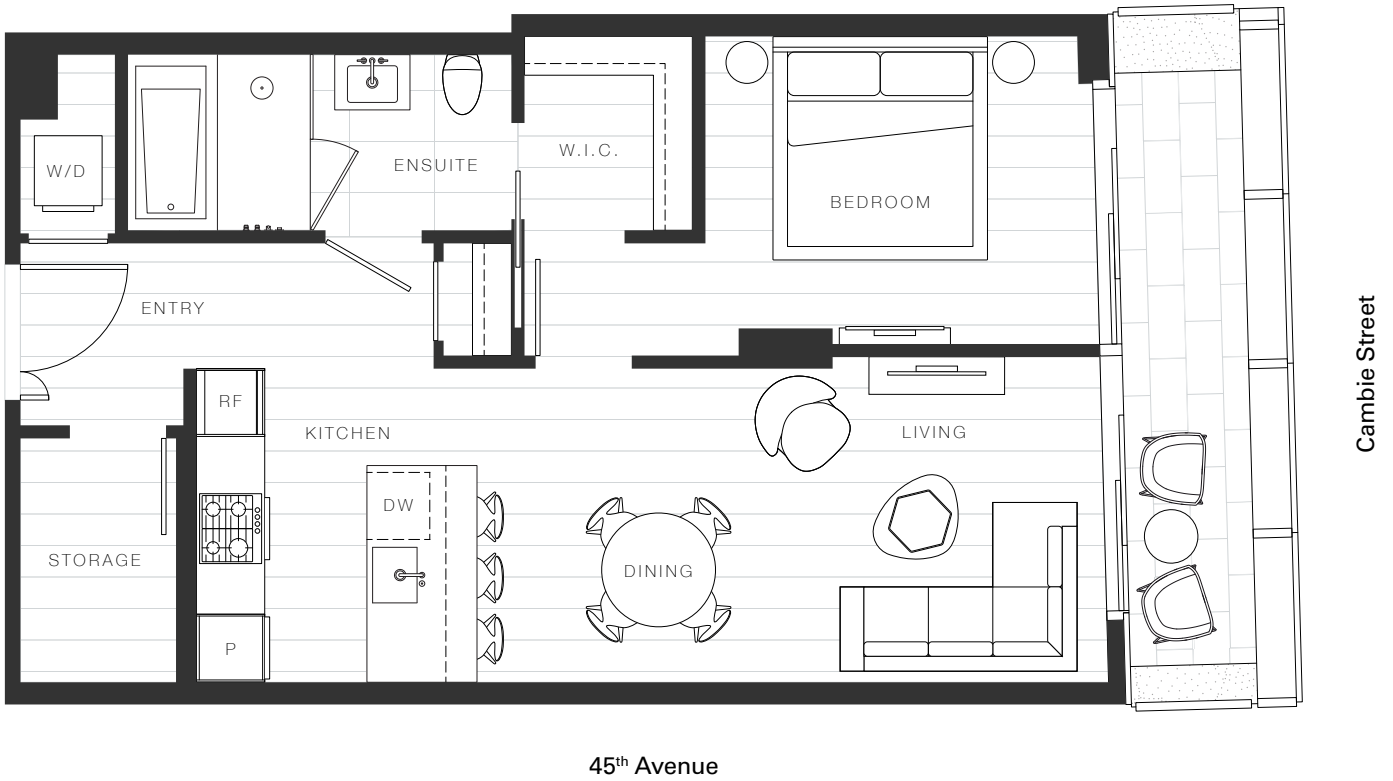 W/D
ENSUITE
W.I.C.
BEDROOM
ENTRY
RF
KITCHEN
LIVING
DW
STORAGE
DINING
P
Cambie Street
45th Avenue